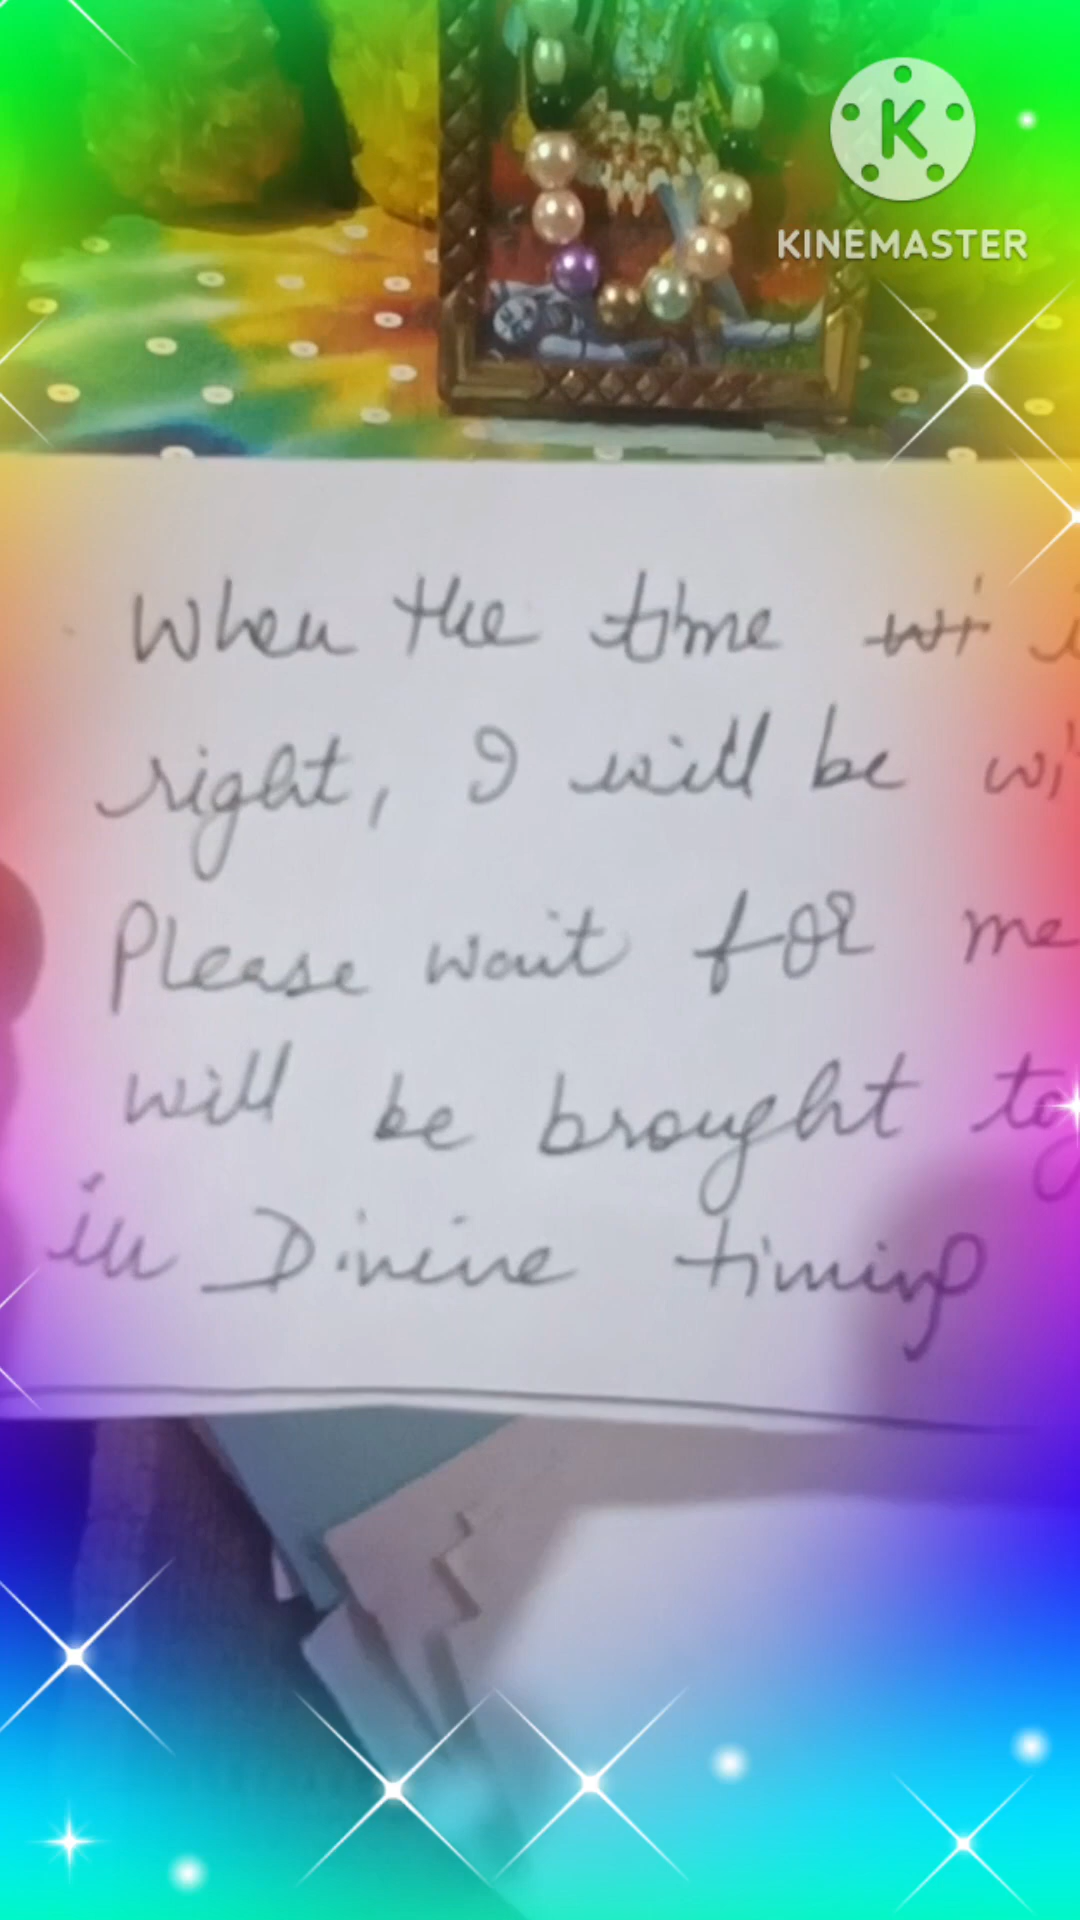 KINEMASTER
When the time
right, I will be
Please wait for me
will be brought
in Divine timing